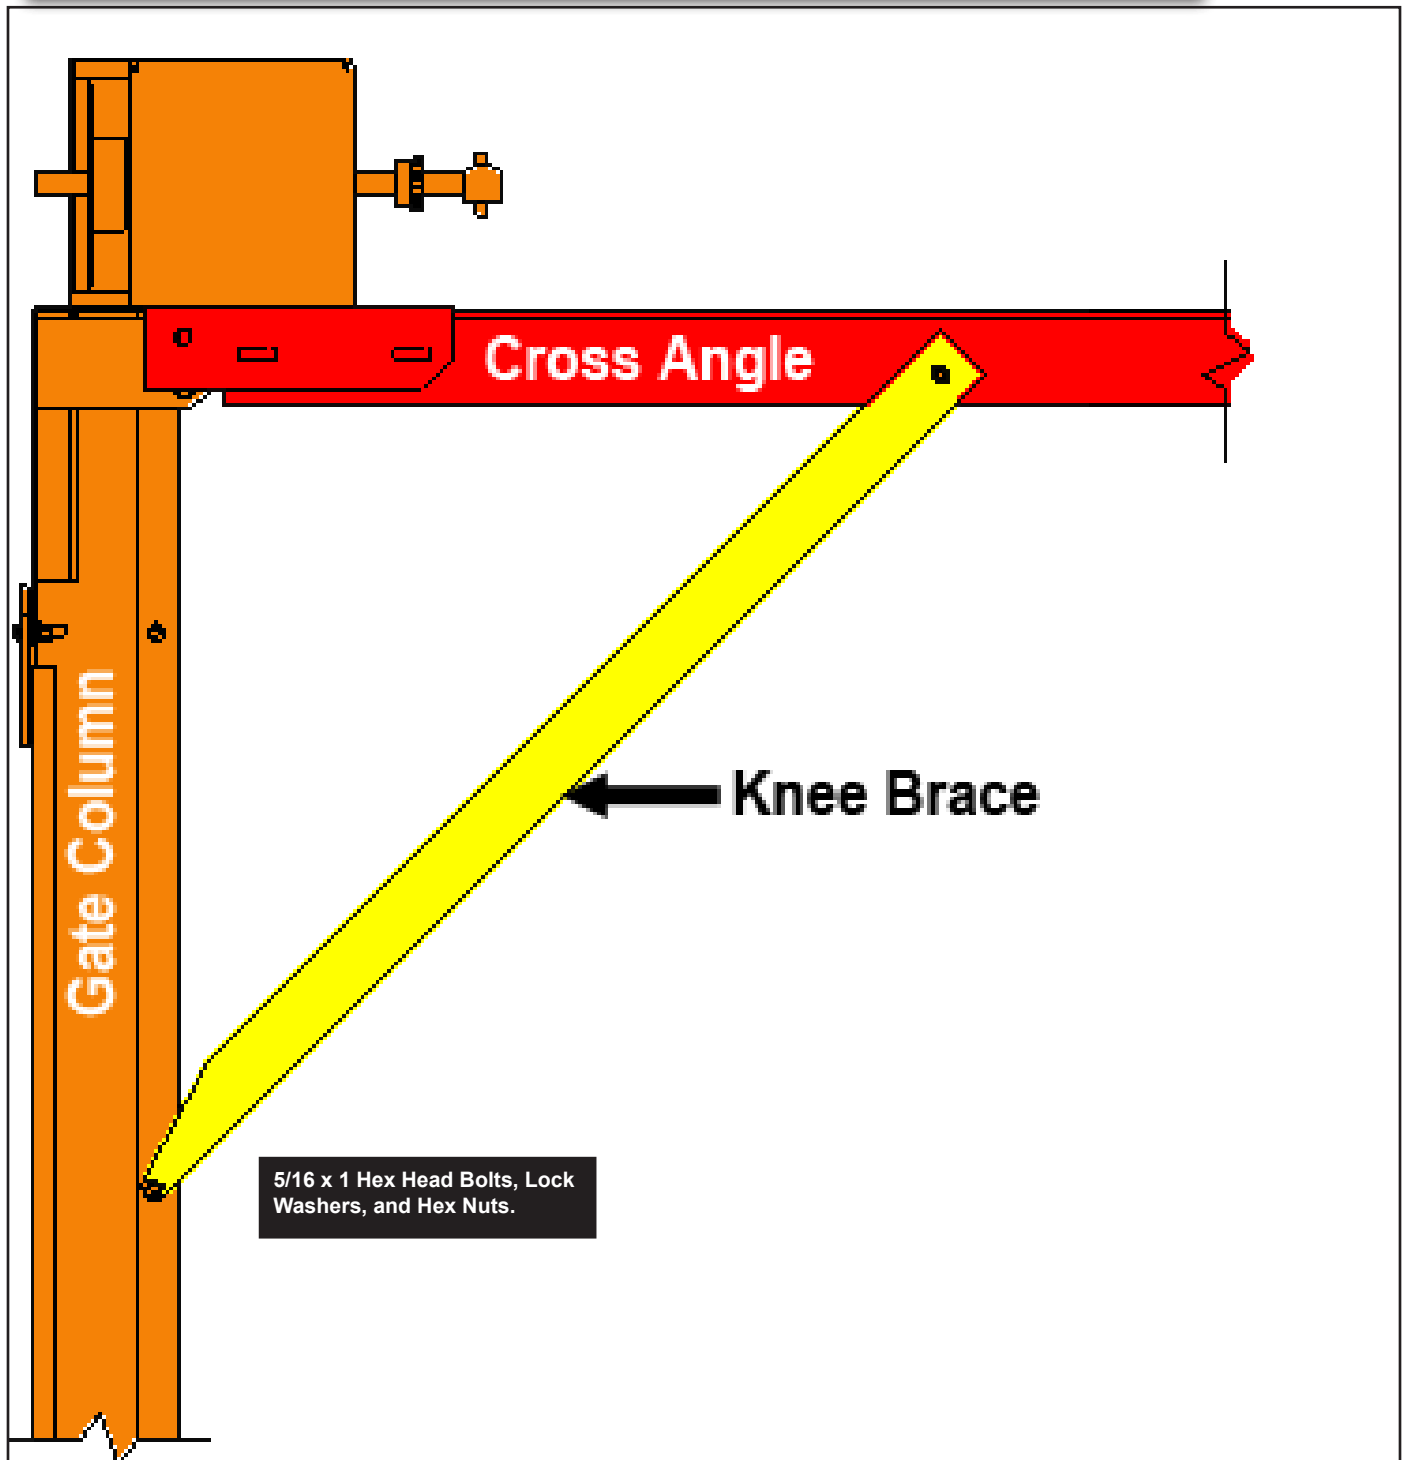 Cross Angle
Gate Column
Knee Brace
5/16 x 1 Hex Head Bolts, Lock
Washers, and Hex Nuts.